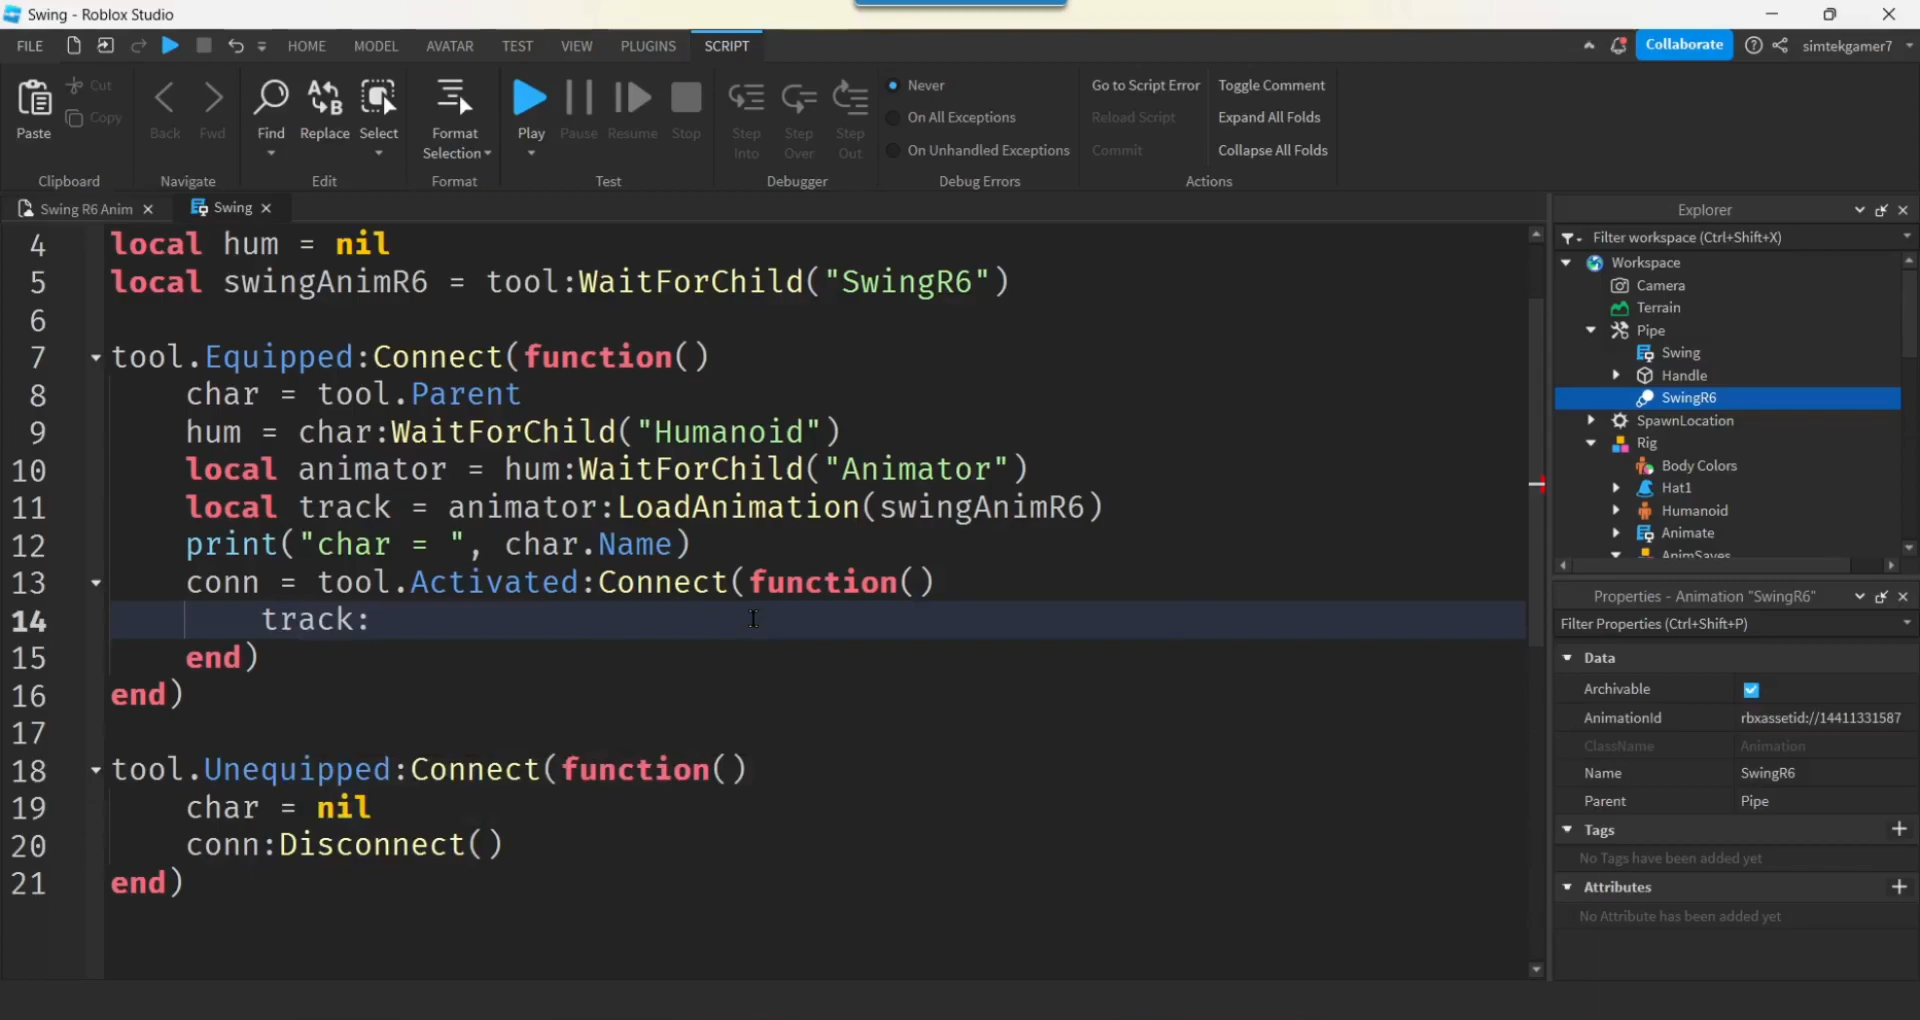 Swing - Roblox Studio
FILE HOME MODEL AVATAR TEST VIEW PLUGINS SCRIPT Collaborate simtekgamer7
Paste Cut Copy Back Fwd Find Replace Select Format Selection Play Pause Resume Stop Step Into Step Over Step Out
Never
On All Exceptions
On Unhandled Exceptions
Go to Script Error
Reload Script
Commit
Toggle Comment
Expand All Folds
Collapse All Folds
Clipboard Navigate Edit Format Test Debugger Debug Errors Actions
Swing R6 Anim Swing
4 local hum = nil
5 local swingAnimR6 = tool:WaitForChild("SwingR6")
6
7 tool.Equipped:Connect(function()
8 char = tool.Parent
9 hum = char:WaitForChild("Humanoid")
10 local animator = hum:WaitForChild("Animator")
11 local track = animator:LoadAnimation(swingAnimR6)
12 print("char = ", char.Name)
13 conn = tool.Activated:Connect(function()
14 track:
15 end)
16 end)
17
18 tool.Unequipped:Connect(function()
19 char = nil
20 conn:Disconnect()
21 end)
Explorer
Filter workspace (Ctrl+Shift+X)
Workspace
Camera
Terrain
Pipe
Swing
Handle
SwingR6
SpawnLocation
Rig
Body Colors
Hat1
Humanoid
Animate
AnimSaves
Properties - Animation "SwingR6"
Filter Properties (Ctrl+Shift+P)
Data
Archivable
AnimationId rbxassetid://14411331587
ClassName Animation
Name SwingR6
Parent Pipe
Tags
No Tags have been added yet
Attributes
No Attribute has been added yet